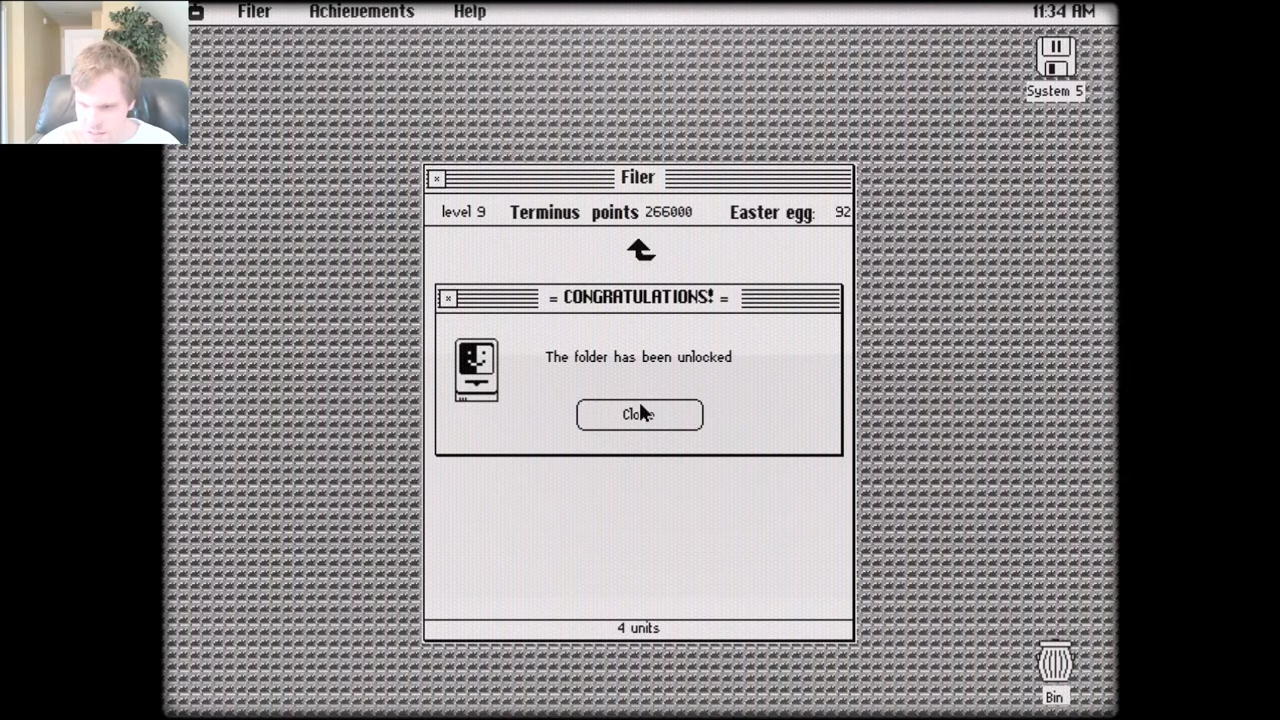 Filer Achievements Help 11:34 AM
System 5
Filer
level 9 Terminus points 266000 Easter egg: 92
= CONGRATULATIONS! =
The folder has been unlocked
Close
4 units
Bin